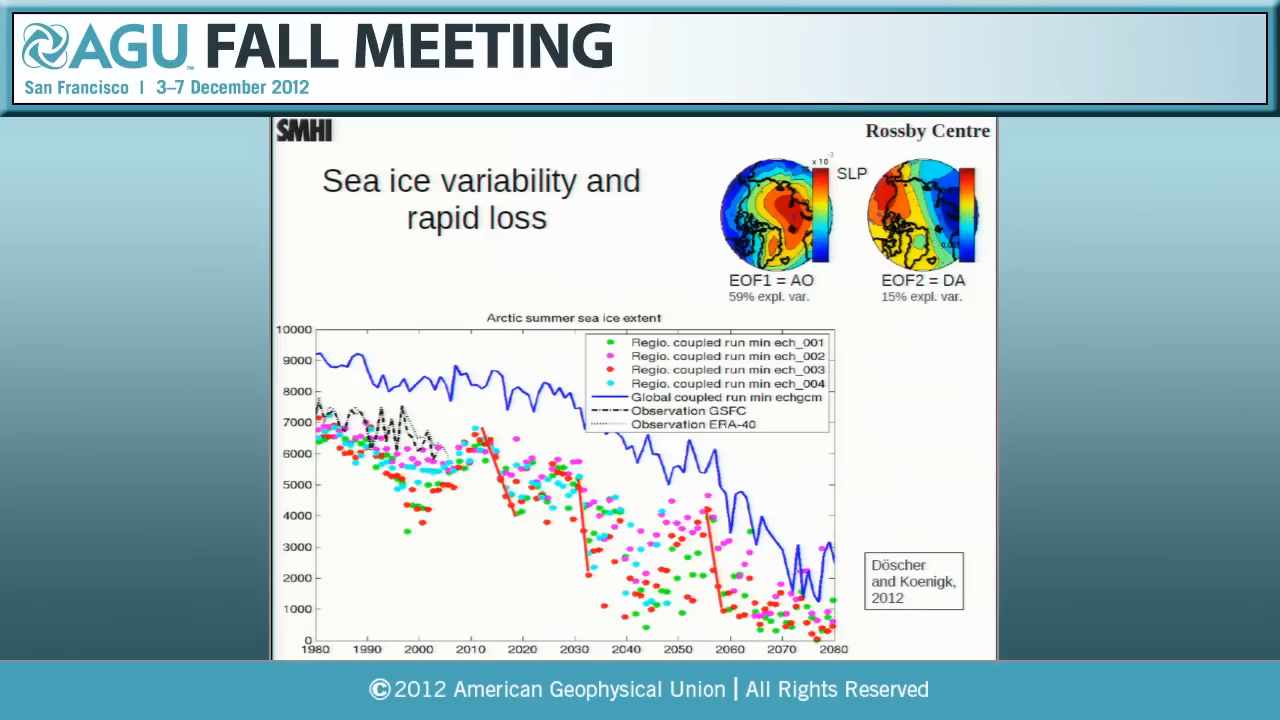 AGU FALL MEETING
San Francisco | 3–7 December 2012
SMHI
Rossby Centre
Sea ice variability and
rapid loss
x 10
-3
SLP
EOF1 = AO
59% expl. var.
EOF2 = DA
15% expl. var.
Arctic summer sea ice extent
10000
9000
8000
7000
6000
5000
4000
3000
2000
1000
0
Regio. coupled run min ech_001
Regio. coupled run min ech_002
Regio. coupled run min ech_003
Regio. coupled run min ech_004
Global coupled run min echgcm
Observation GSFC
Observation ERA-40
1980 1990 2000 2010 2020 2030 2040 2050 2060 2070 2080
Döscher
and Koenigk,
2012
©2012 American Geophysical Union | All Rights Reserved